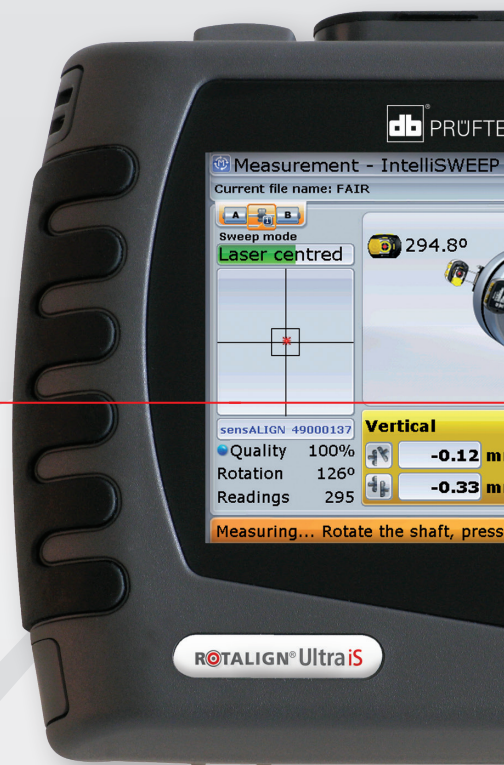 db® PRÜFTE
Measurement - IntelliSWEEP
Current file name: FAIR
A B
Sweep mode
Laser centred
294.8º
sensALIGN 49000137
Quality 100%
Rotation 126º
Readings 295
Vertical
-0.12 m
-0.33 m
Measuring... Rotate the shaft, press
ROTALIGN® Ultra iS